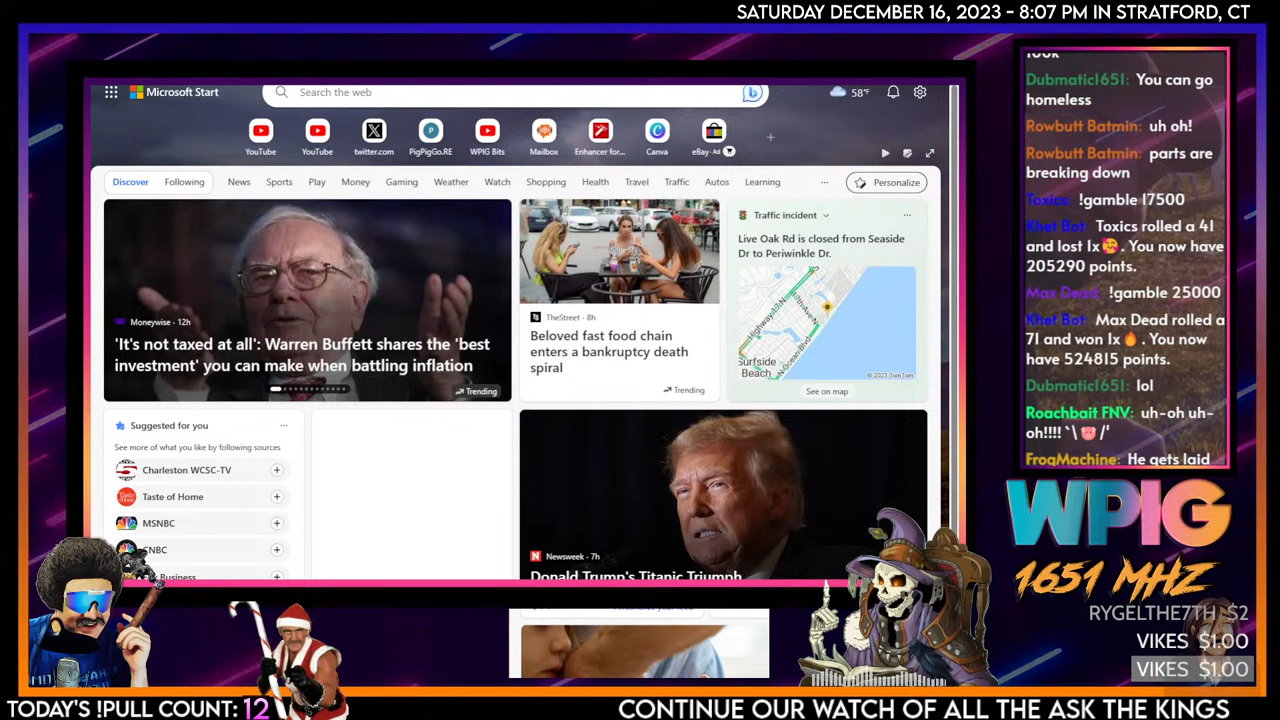 SATURDAY DECEMBER 16, 2023 - 8:07 PM IN STRATFORD, CT
Microsoft Start
Search the web
58°F
YouTube
YouTube
twitter.com
PigPigGo.RE
WPIG Bits
Mailbox
Enhancer for...
Canva
eBay · Ad
Discover
Following
News
Sports
Play
Money
Gaming
Weather
Watch
Shopping
Health
Travel
Traffic
Autos
Learning
...
Personalize
Moneywise · 12h
'It's not taxed at all': Warren Buffett shares the 'best
investment' you can make when battling inflation
Trending
TheStreet · 8h
Beloved fast food chain
enters a bankruptcy death
spiral
Trending
Traffic incident
Live Oak Rd is closed from Seaside
Dr to Periwinkle Dr.
Surfside
Beach
© 2023 TomTom
See on map
Suggested for you
See more of what you like by following sources
Charleston WCSC-TV
Taste of Home
MSNBC
CNBC
Business
Newsweek · 7h
Donald Trump's Titanic Triumph
look
Dubmatic1651: You can go
homeless
Rowbutt Batmin: uh oh!
Rowbutt Batmin: parts are
breaking down
Toxics: !gamble 17500
Khet Bot: Toxics rolled a 41
and lost 1x🥰. You now have
205290 points.
Max Dead: !gamble 25000
Khet Bot: Max Dead rolled a
71 and won 1x🔥. You now
have 524815 points.
Dubmatic1651: lol
Roachbait FNV: uh-oh uh-
oh!!!! `\🐷/'
FrogMachine: He gets laid
WPIG
1651 MHZ
RYGELTHE7TH $2
VIKES $1.00
VIKES $1.00
TODAY'S !PULL COUNT: 12
CONTINUE OUR WATCH OF ALL THE ASK THE KINGS